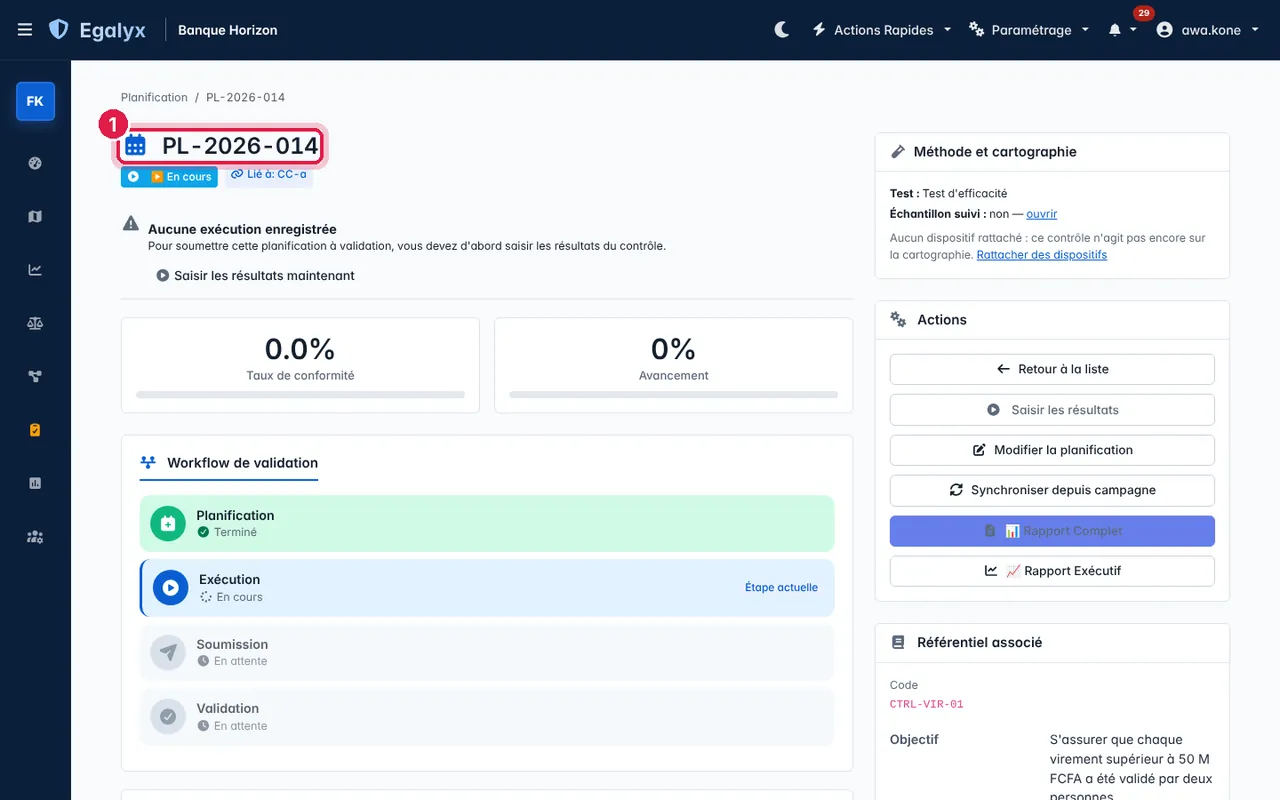 Egalyx
Banque Horizon
Actions Rapides
Paramétrage
29
awa.kone
FK
Planification / PL-2026-014
1
PL-2026-014
En cours
Lié à: CC-a
Aucune exécution enregistrée
Pour soumettre cette planification à validation, vous devez d'abord saisir les résultats du contrôle.
Saisir les résultats maintenant
0.0%
Taux de conformité
0%
Avancement
Workflow de validation
Planification
Terminé
Exécution
En cours
Étape actuelle
Soumission
En attente
Validation
En attente
Méthode et cartographie
Test : Test d'efficacité
Échantillon suivi : non — ouvrir
Aucun dispositif rattaché : ce contrôle n'agit pas encore sur
la cartographie. Rattacher des dispositifs
Actions
Retour à la liste
Saisir les résultats
Modifier la planification
Synchroniser depuis campagne
Rapport Complet
Rapport Exécutif
Référentiel associé
Code
CTRL-VIR-01
Objectif
S'assurer que chaque
virement supérieur à 50 M
FCFA a été validé par deux
personnes